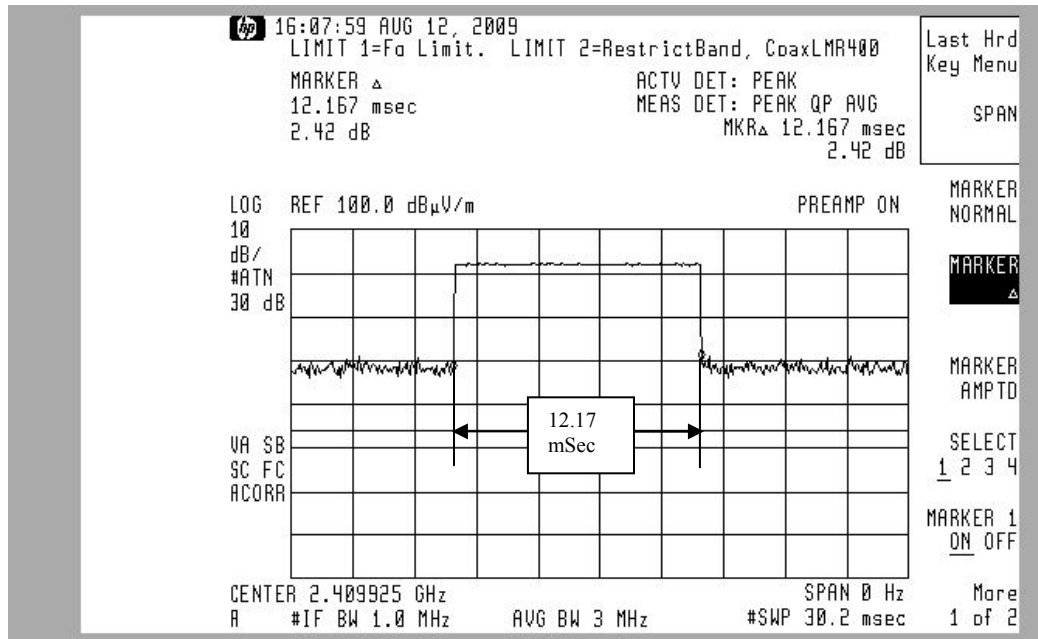 hp 16:07:59 AUG 12, 2009
LIMIT 1=Fa Limit. LIMIT 2=RestrictBand, CoaxLMR400
MARKER Δ
12.167 msec
2.42 dB
ACTV DET: PEAK
MEAS DET: PEAK QP AVG
MKRΔ 12.167 msec
2.42 dB
LOG REF 100.0 dBμV/m PREAMP ON
10
dB/
#ATN
30 dB
12.17
mSec
VA SB
SC FC
ACORR
CENTER 2.409925 GHz SPAN 0 Hz
A #IF BW 1.0 MHz AVG BW 3 MHz #SWP 30.2 msec
Last Hrd
Key Menu
SPAN
MARKER
NORMAL
MARKER
Δ
MARKER
AMPTD
SELECT
1 2 3 4
MARKER 1
ON OFF
More
1 of 2